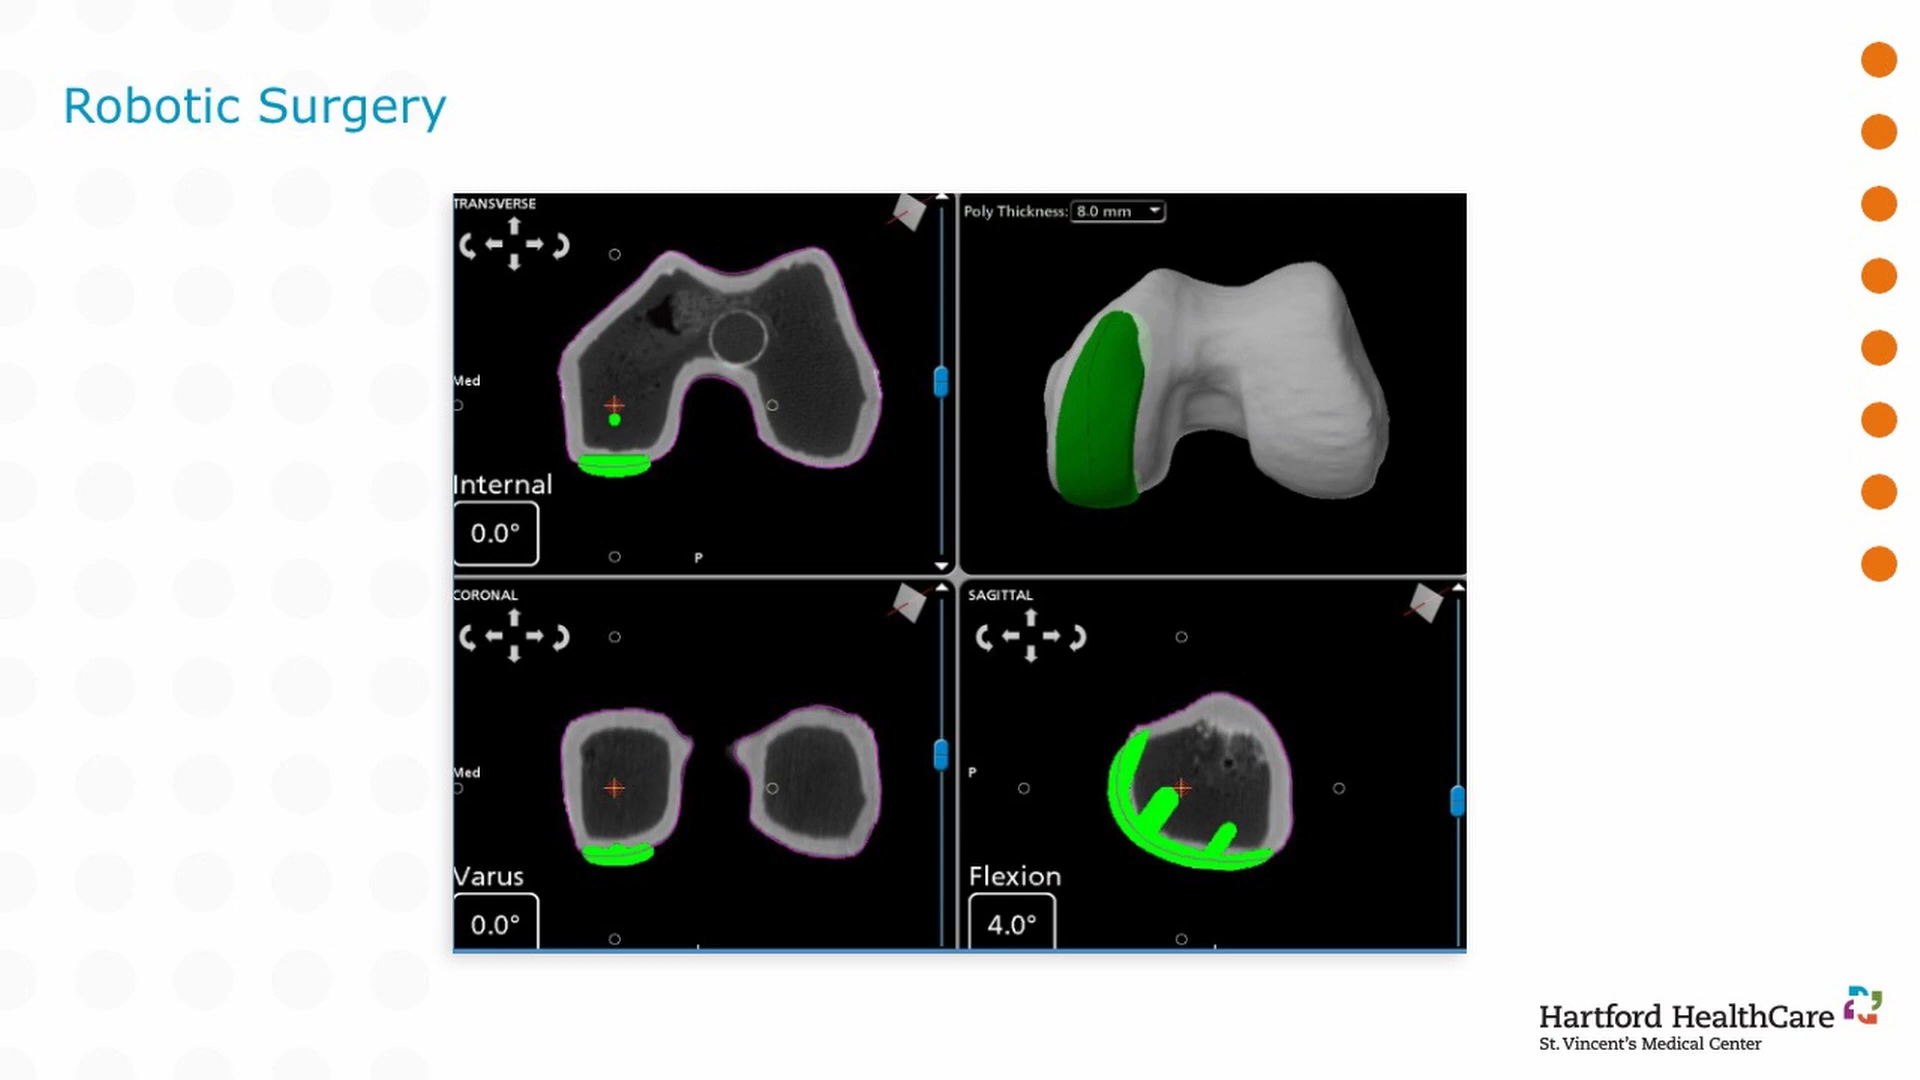 Robotic Surgery
TRANSVERSE
Med
Internal
0.0°
P
Poly Thickness: 8.0 mm
CORONAL
Med
Varus
0.0°
SAGITTAL
P
Flexion
4.0°
Hartford HealthCare
St. Vincent's Medical Center